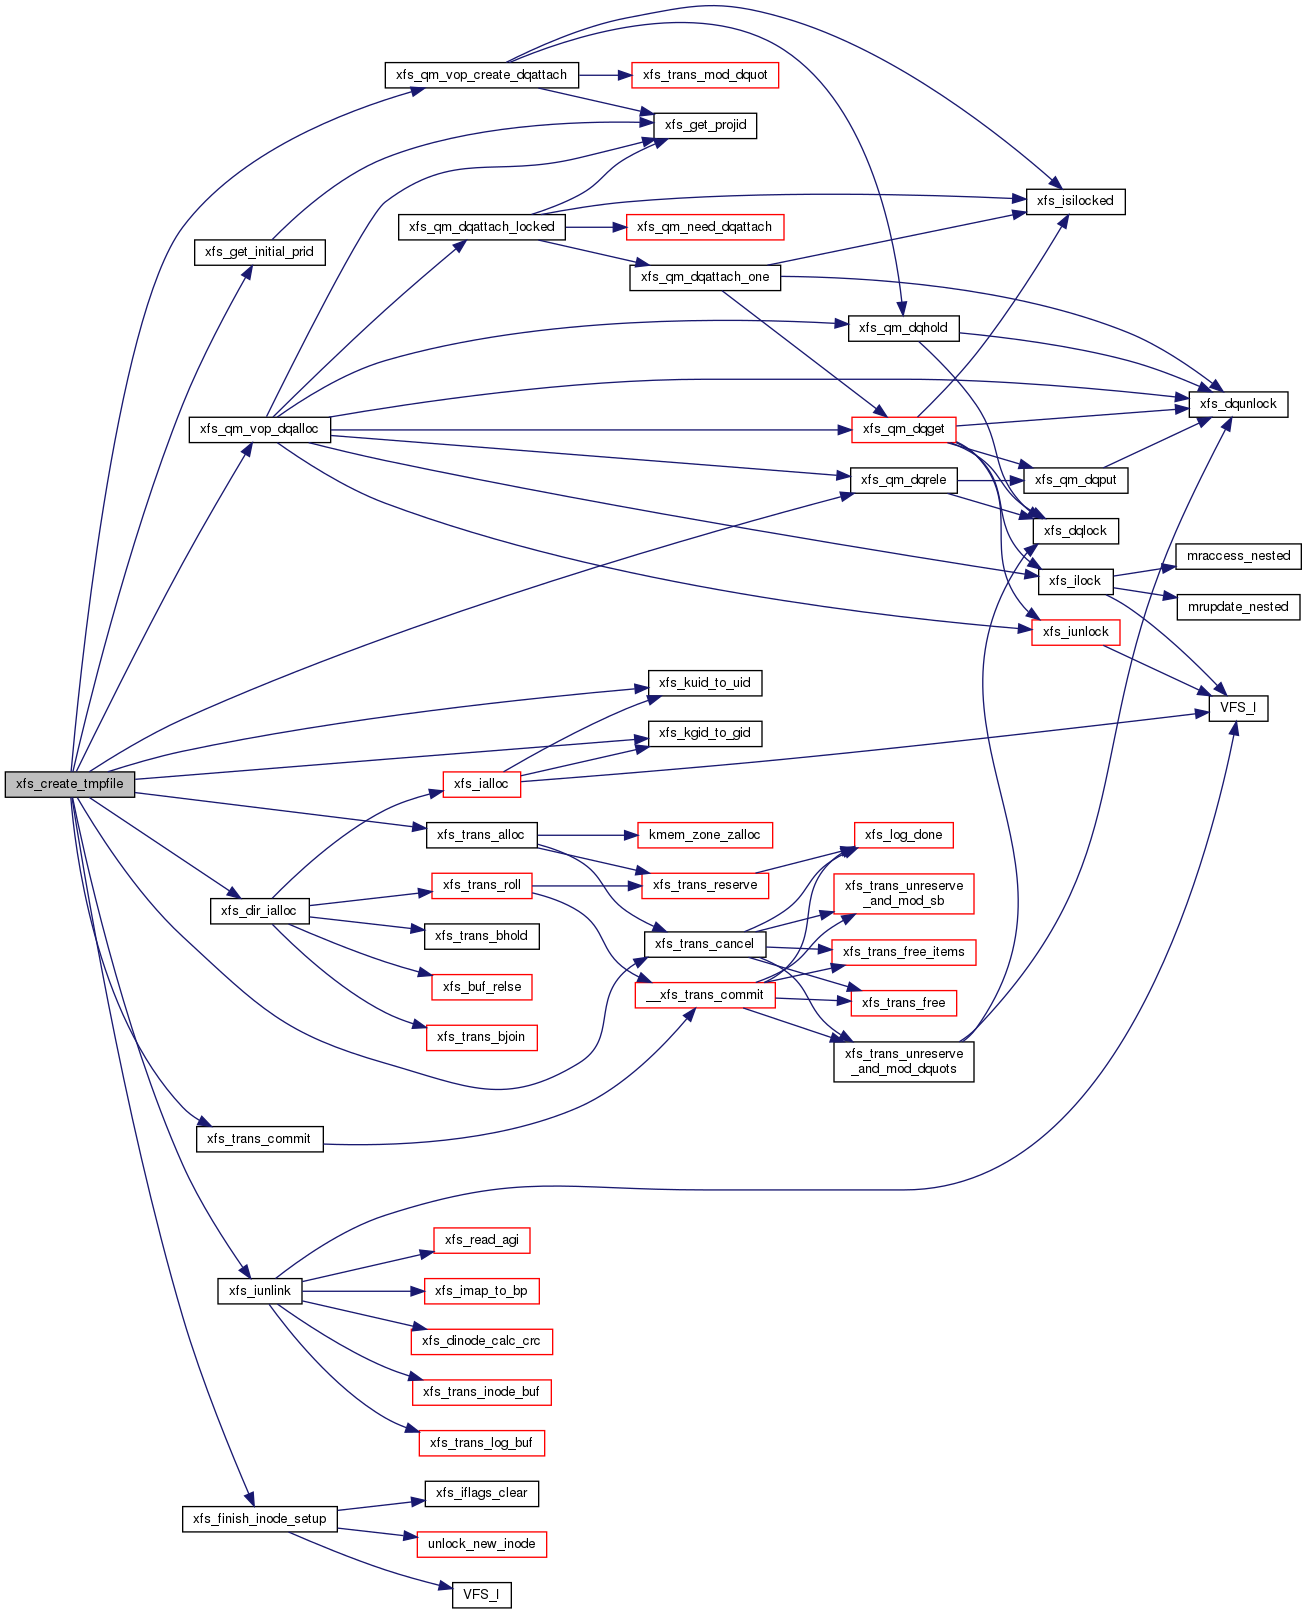 xfs_qm_vop_create_dqattach
xfs_trans_mod_dquot
xfs_get_projid
xfs_isilocked
xfs_qm_dqattach_locked
xfs_qm_need_dqattach
xfs_get_initial_prid
xfs_qm_dqattach_one
xfs_qm_dqhold
xfs_dqunlock
xfs_qm_vop_dqalloc
xfs_qm_dqget
xfs_qm_dqrele
xfs_qm_dqput
xfs_dqlock
mraccess_nested
xfs_ilock
mrupdate_nested
xfs_iunlock
xfs_kuid_to_uid
VFS_I
xfs_kgid_to_gid
xfs_create_tmpfile
xfs_ialloc
xfs_trans_alloc
kmem_zone_zalloc
xfs_log_done
xfs_trans_roll
xfs_trans_reserve
xfs_trans_unreserve
_and_mod_sb
xfs_dir_ialloc
xfs_trans_bhold
xfs_trans_cancel
xfs_trans_free_items
xfs_buf_relse
__xfs_trans_commit
xfs_trans_free
xfs_trans_bjoin
xfs_trans_unreserve
_and_mod_dquots
xfs_trans_commit
xfs_read_agi
xfs_iunlink
xfs_imap_to_bp
xfs_dinode_calc_crc
xfs_trans_inode_buf
xfs_trans_log_buf
xfs_iflags_clear
xfs_finish_inode_setup
unlock_new_inode
VFS_I